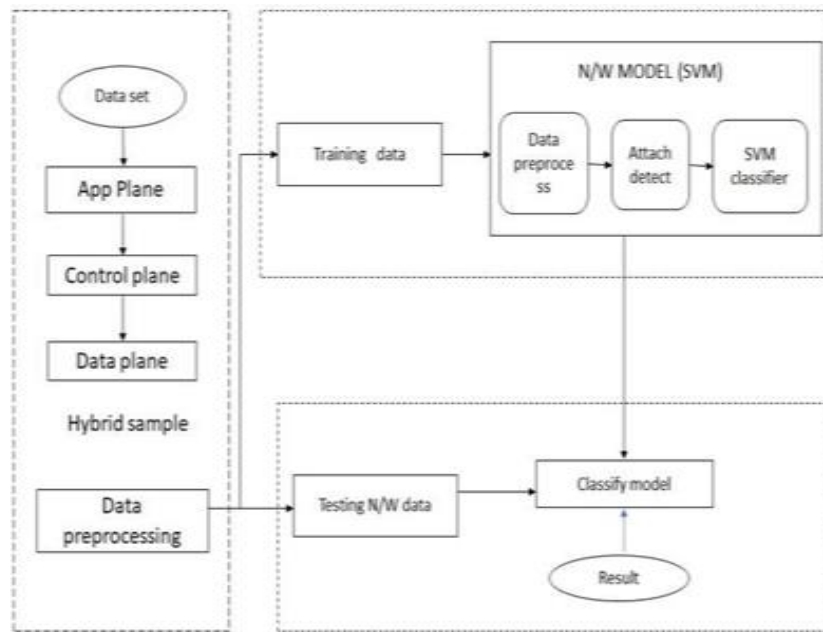 Data set
App Plane
Control plane
Data plane
Hybrid sample
Data
preprocessing
Training data
N/W MODEL (SVM)
Data
preproce
ss
Attach
detect
SVM
classifier
Testing N/W data
Classify model
Result